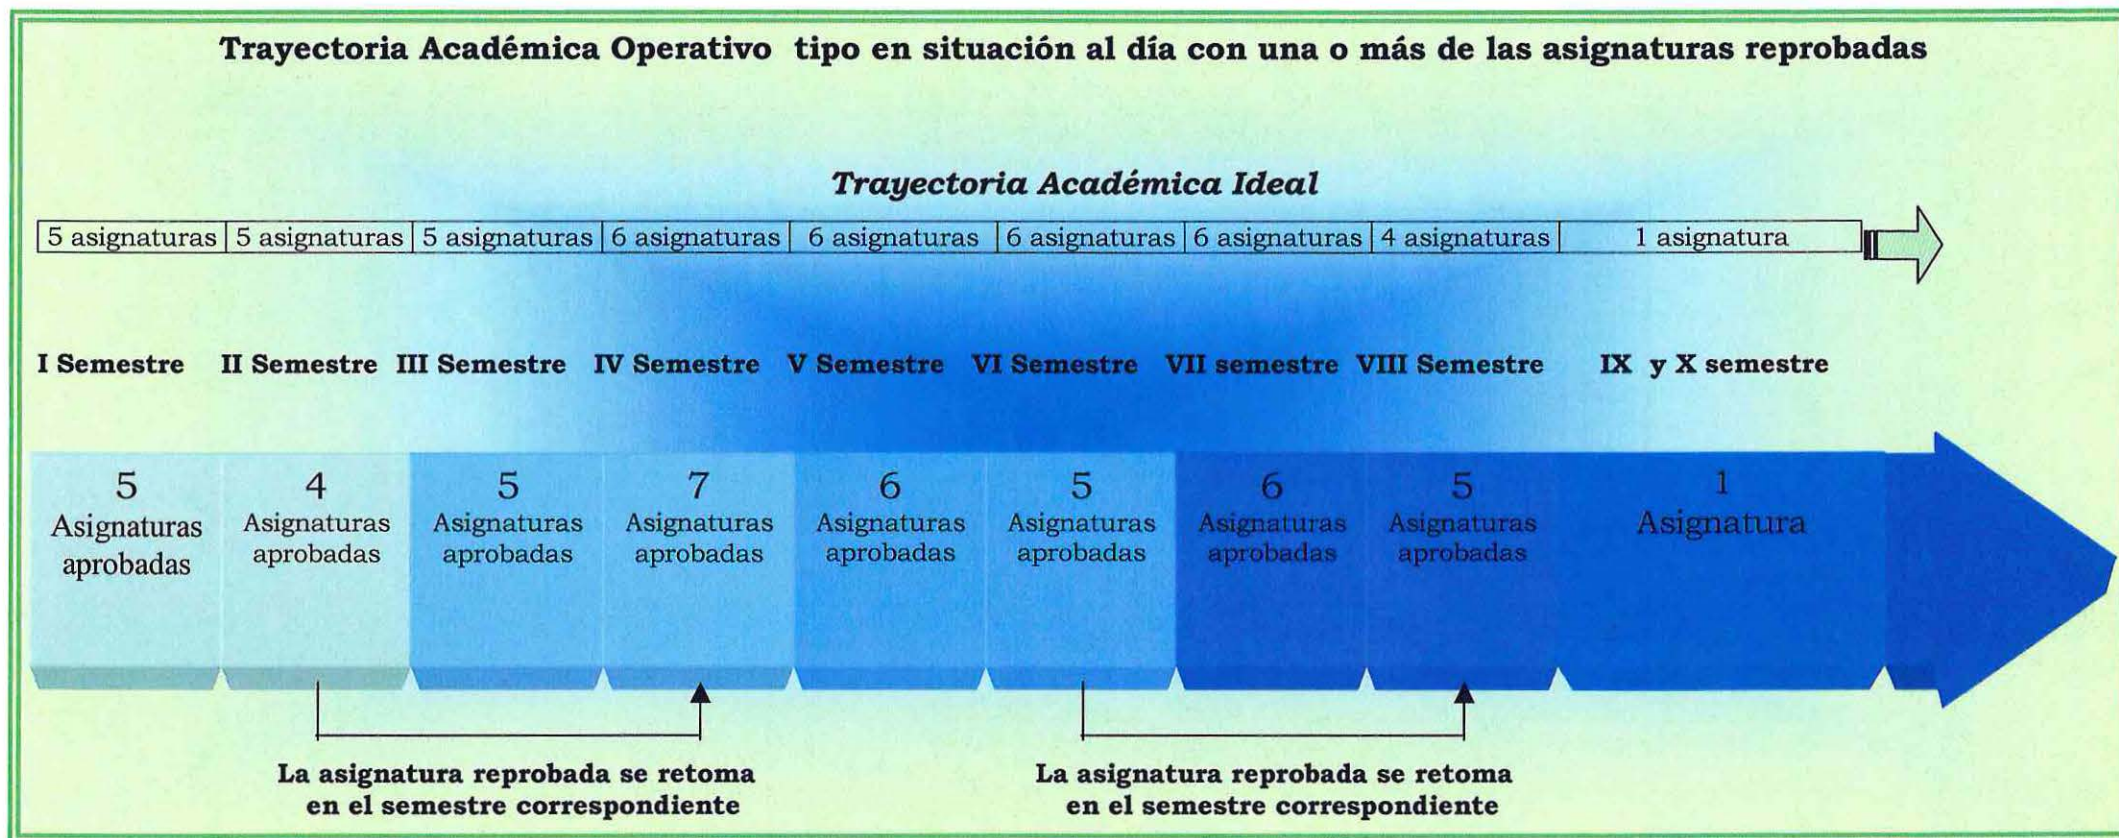 Trayectoria Académica Operativo tipo en situación al día con una o más de las asignaturas reprobadas
Trayectoria Académica Ideal
5 asignaturas 5 asignaturas 5 asignaturas 6 asignaturas 6 asignaturas 6 asignaturas 6 asignaturas 4 asignaturas 1 asignatura
I Semestre II Semestre III Semestre IV Semestre V Semestre VI Semestre VII semestre VIII Semestre IX y X semestre
5
Asignaturas
aprobadas
4
Asignaturas
aprobadas
5
Asignaturas
aprobadas
7
Asignaturas
aprobadas
6
Asignaturas
aprobadas
5
Asignaturas
aprobadas
6
Asignaturas
aprobadas
5
Asignaturas
aprobadas
1
Asignatura
La asignatura reprobada se retoma
en el semestre correspondiente
La asignatura reprobada se retoma
en el semestre correspondiente